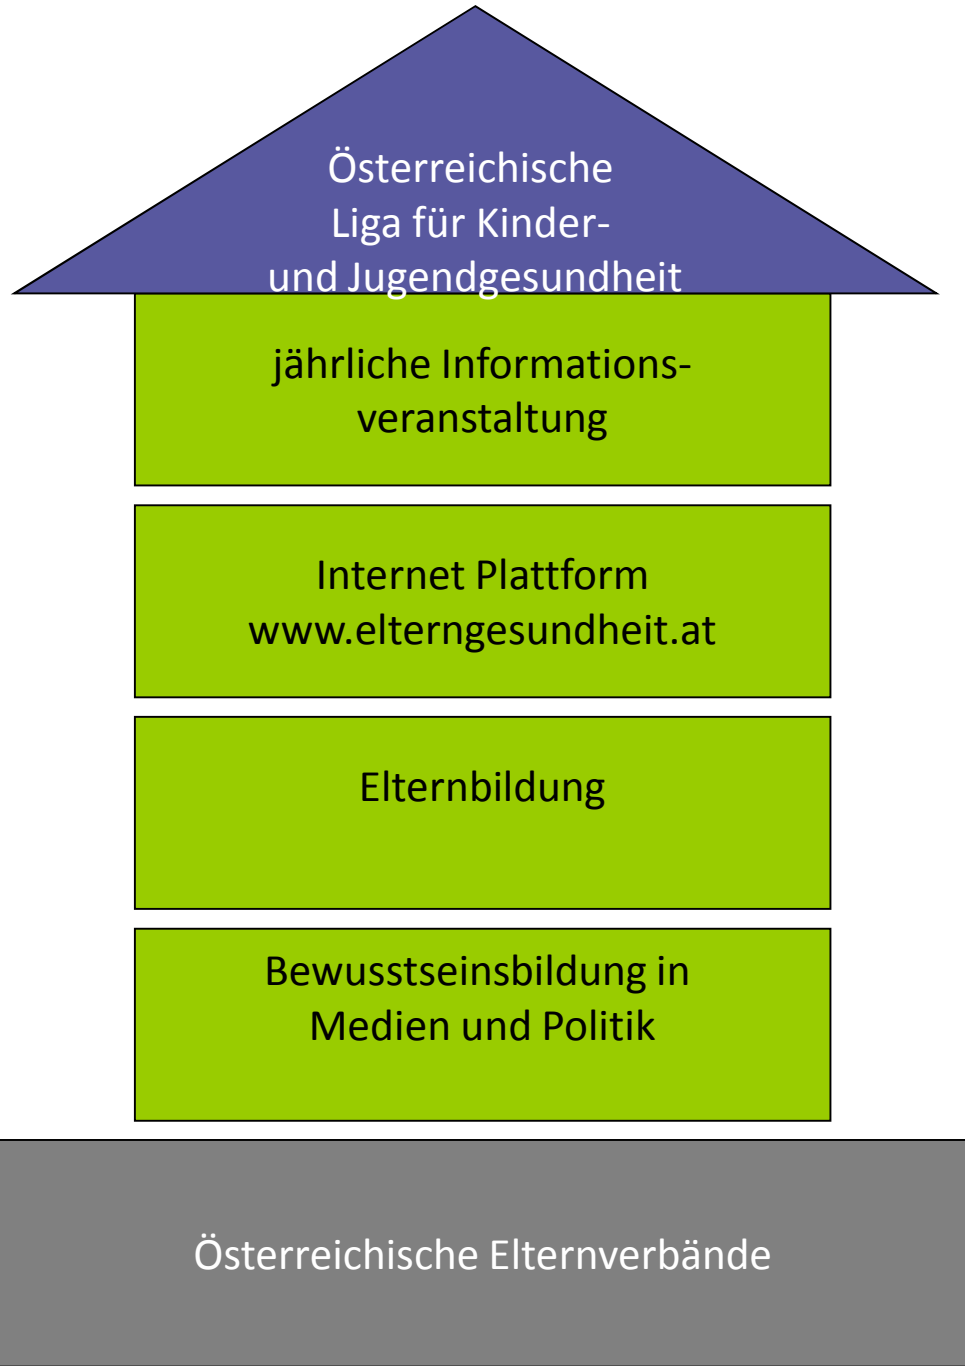 Österreichische
Liga für Kinder-
und Jugendgesundheit
jährliche Informations-
veranstaltung
Internet Plattform
www.elterngesundheit.at
Elternbildung
Bewusstseinsbildung in
Medien und Politik
Österreichische Elternverbände